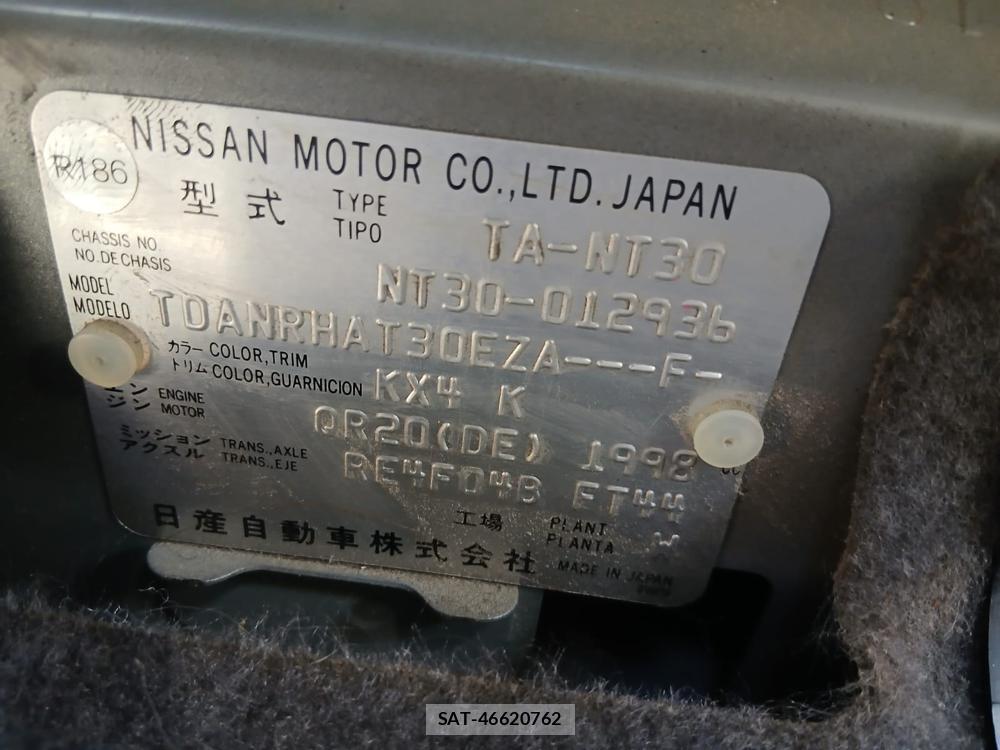 NISSAN MOTOR CO.,LTD. JAPAN
R186
型式 TYPE TIPO TA-NT30
CHASSIS NO.
NO.DE CHASIS NT30-012936
MODEL
MODELO TDANRHAT30EZA---F-
カラー COLOR,TRIM
トリム COLOR,GUARNICION KX4 K
エンジン ENGINE MOTOR QR20(DE) 1998 CC
ミッション TRANS.,AXLE
アクスル TRANS.,EJE RE4F04B ET44
工場 PLANT
PLANTA W
日産自動車株式会社 MADE IN JAPAN
SAT-46620762